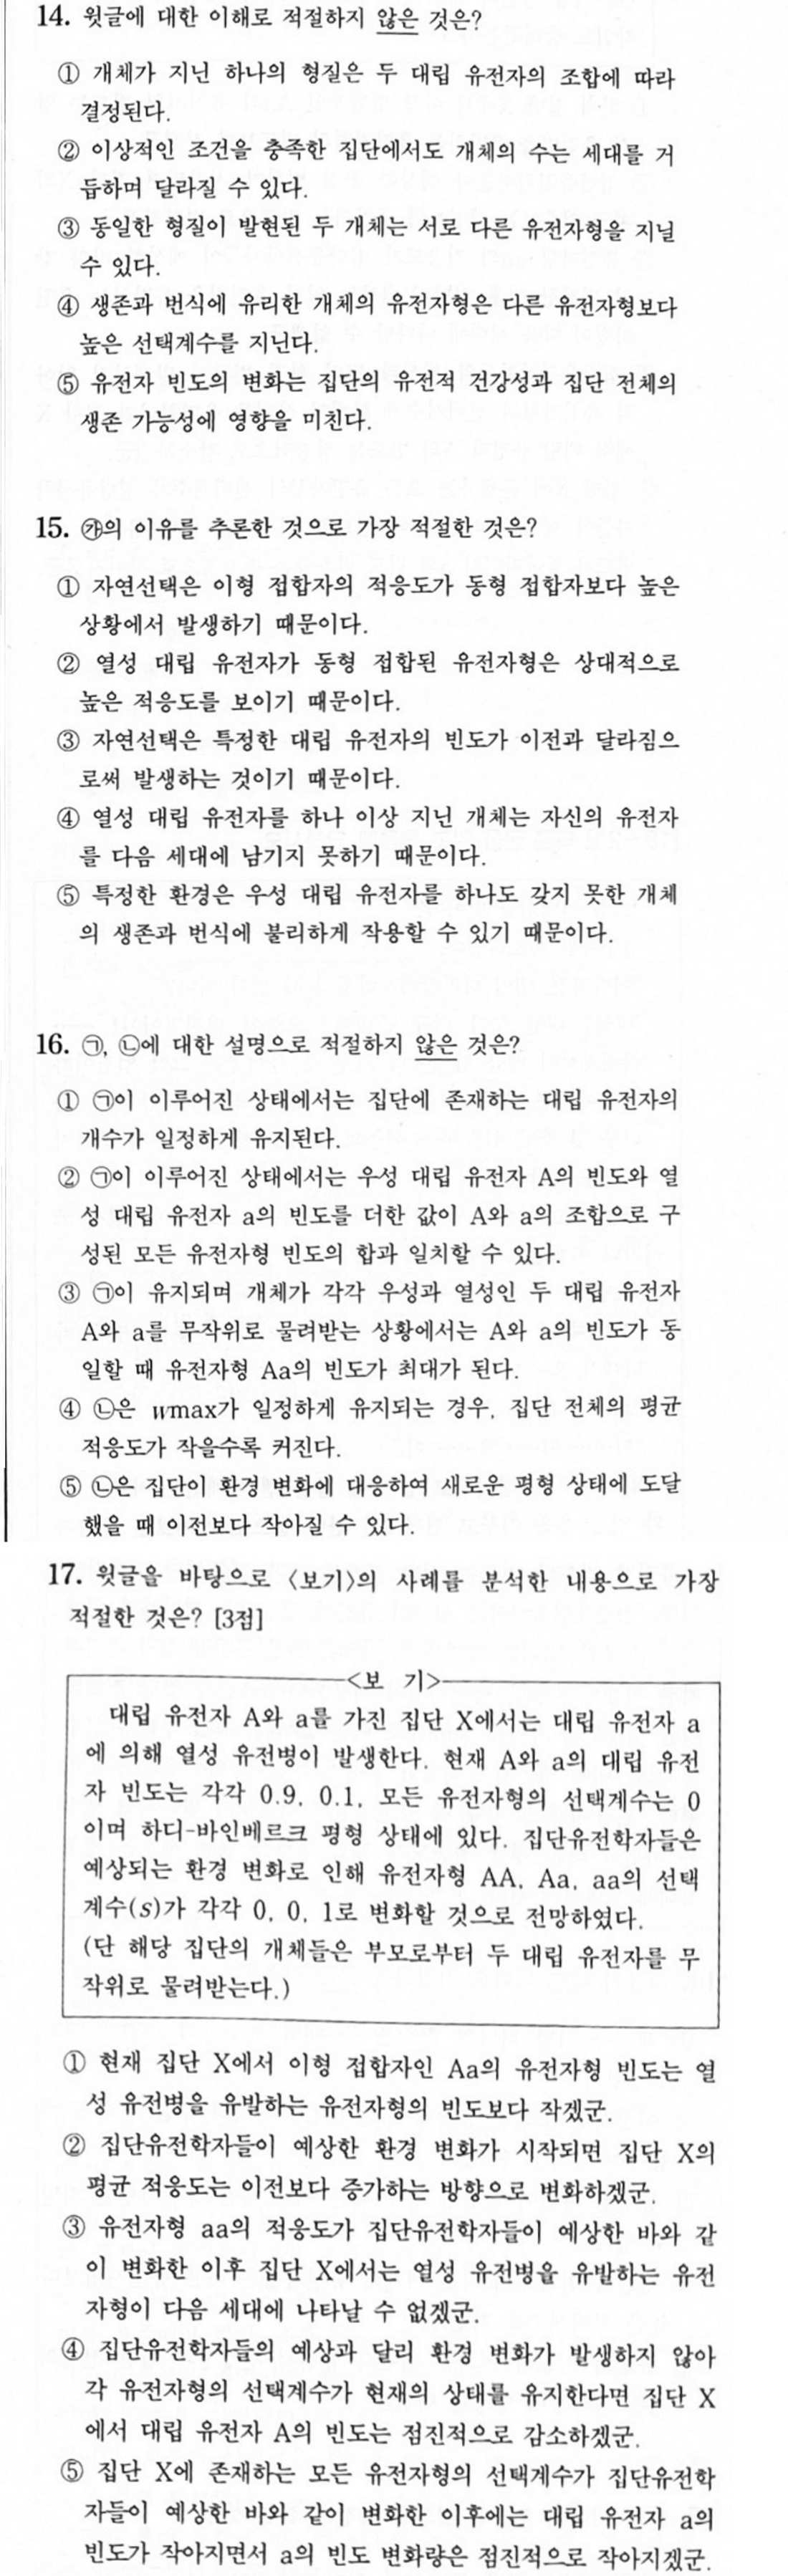 14. 윗글에 대한 이해로 적절하지 않은 것은?
① 개체가 지닌 하나의 형질은 두 대립 유전자의 조합에 따라
결정된다.
② 이상적인 조건을 충족한 집단에서도 개체의 수는 세대를 거
듭하며 달라질 수 있다.
③ 동일한 형질이 발현된 두 개체는 서로 다른 유전자형을 지닐
수 있다.
④ 생존과 번식에 유리한 개체의 유전자형은 다른 유전자형보다
높은 선택계수를 지닌다.
⑤ 유전자 빈도의 변화는 집단의 유전적 건강성과 집단 전체의
생존 가능성에 영향을 미친다.
15. ㉮의 이유를 추론한 것으로 가장 적절한 것은?
① 자연선택은 이형 접합자의 적응도가 동형 접합자보다 높은
상황에서 발생하기 때문이다.
② 열성 대립 유전자가 동형 접합된 유전자형은 상대적으로
높은 적응도를 보이기 때문이다.
③ 자연선택은 특정한 대립 유전자의 빈도가 이전과 달라짐으
로써 발생하는 것이기 때문이다.
④ 열성 대립 유전자를 하나 이상 지닌 개체는 자신의 유전자
를 다음 세대에 남기지 못하기 때문이다.
⑤ 특정한 환경은 우성 대립 유전자를 하나도 갖지 못한 개체
의 생존과 번식에 불리하게 작용할 수 있기 때문이다.
16. ㉠, ㉡에 대한 설명으로 적절하지 않은 것은?
① ㉠이 이루어진 상태에서는 집단에 존재하는 대립 유전자의
개수가 일정하게 유지된다.
② ㉠이 이루어진 상태에서는 우성 대립 유전자 A의 빈도와 열
성 대립 유전자 a의 빈도를 더한 값이 A와 a의 조합으로 구
성된 모든 유전자형 빈도의 합과 일치할 수 있다.
③ ㉠이 유지되며 개체가 각각 우성과 열성인 두 대립 유전자
A와 a를 무작위로 물려받는 상황에서는 A와 a의 빈도가 동
일할 때 유전자형 Aa의 빈도가 최대가 된다.
④ ㉡은 wmax가 일정하게 유지되는 경우, 집단 전체의 평균
적응도가 작을수록 커진다.
⑤ ㉡은 집단이 환경 변화에 대응하여 새로운 평형 상태에 도달
했을 때 이전보다 작아질 수 있다.
17. 윗글을 바탕으로 <보기>의 사례를 분석한 내용으로 가장
적절한 것은? [3점]
<보 기>
대립 유전자 A와 a를 가진 집단 X에서는 대립 유전자 a
에 의해 열성 유전병이 발생한다. 현재 A와 a의 대립 유전
자 빈도는 각각 0.9, 0.1, 모든 유전자형의 선택계수는 0
이며 하디-바인베르크 평형 상태에 있다. 집단유전학자들은
예상되는 환경 변화로 인해 유전자형 AA, Aa, aa의 선택
계수(s)가 각각 0, 0, 1로 변화할 것으로 전망하였다.
(단 해당 집단의 개체들은 부모로부터 두 대립 유전자를 무
작위로 물려받는다.)
① 현재 집단 X에서 이형 접합자인 Aa의 유전자형 빈도는 열
성 유전병을 유발하는 유전자형의 빈도보다 작겠군.
② 집단유전학자들이 예상한 환경 변화가 시작되면 집단 X의
평균 적응도는 이전보다 증가하는 방향으로 변화하겠군.
③ 유전자형 aa의 적응도가 집단유전학자들이 예상한 바와 같
이 변화한 이후 집단 X에서는 열성 유전병을 유발하는 유전
자형이 다음 세대에 나타날 수 없겠군.
④ 집단유전학자들의 예상과 달리 환경 변화가 발생하지 않아
각 유전자형의 선택계수가 현재의 상태를 유지한다면 집단 X
에서 대립 유전자 A의 빈도는 점진적으로 감소하겠군.
⑤ 집단 X에 존재하는 모든 유전자형의 선택계수가 집단유전학
자들이 예상한 바와 같이 변화한 이후에는 대립 유전자 a의
빈도가 작아지면서 a의 빈도 변화량은 점진적으로 작아지겠군.